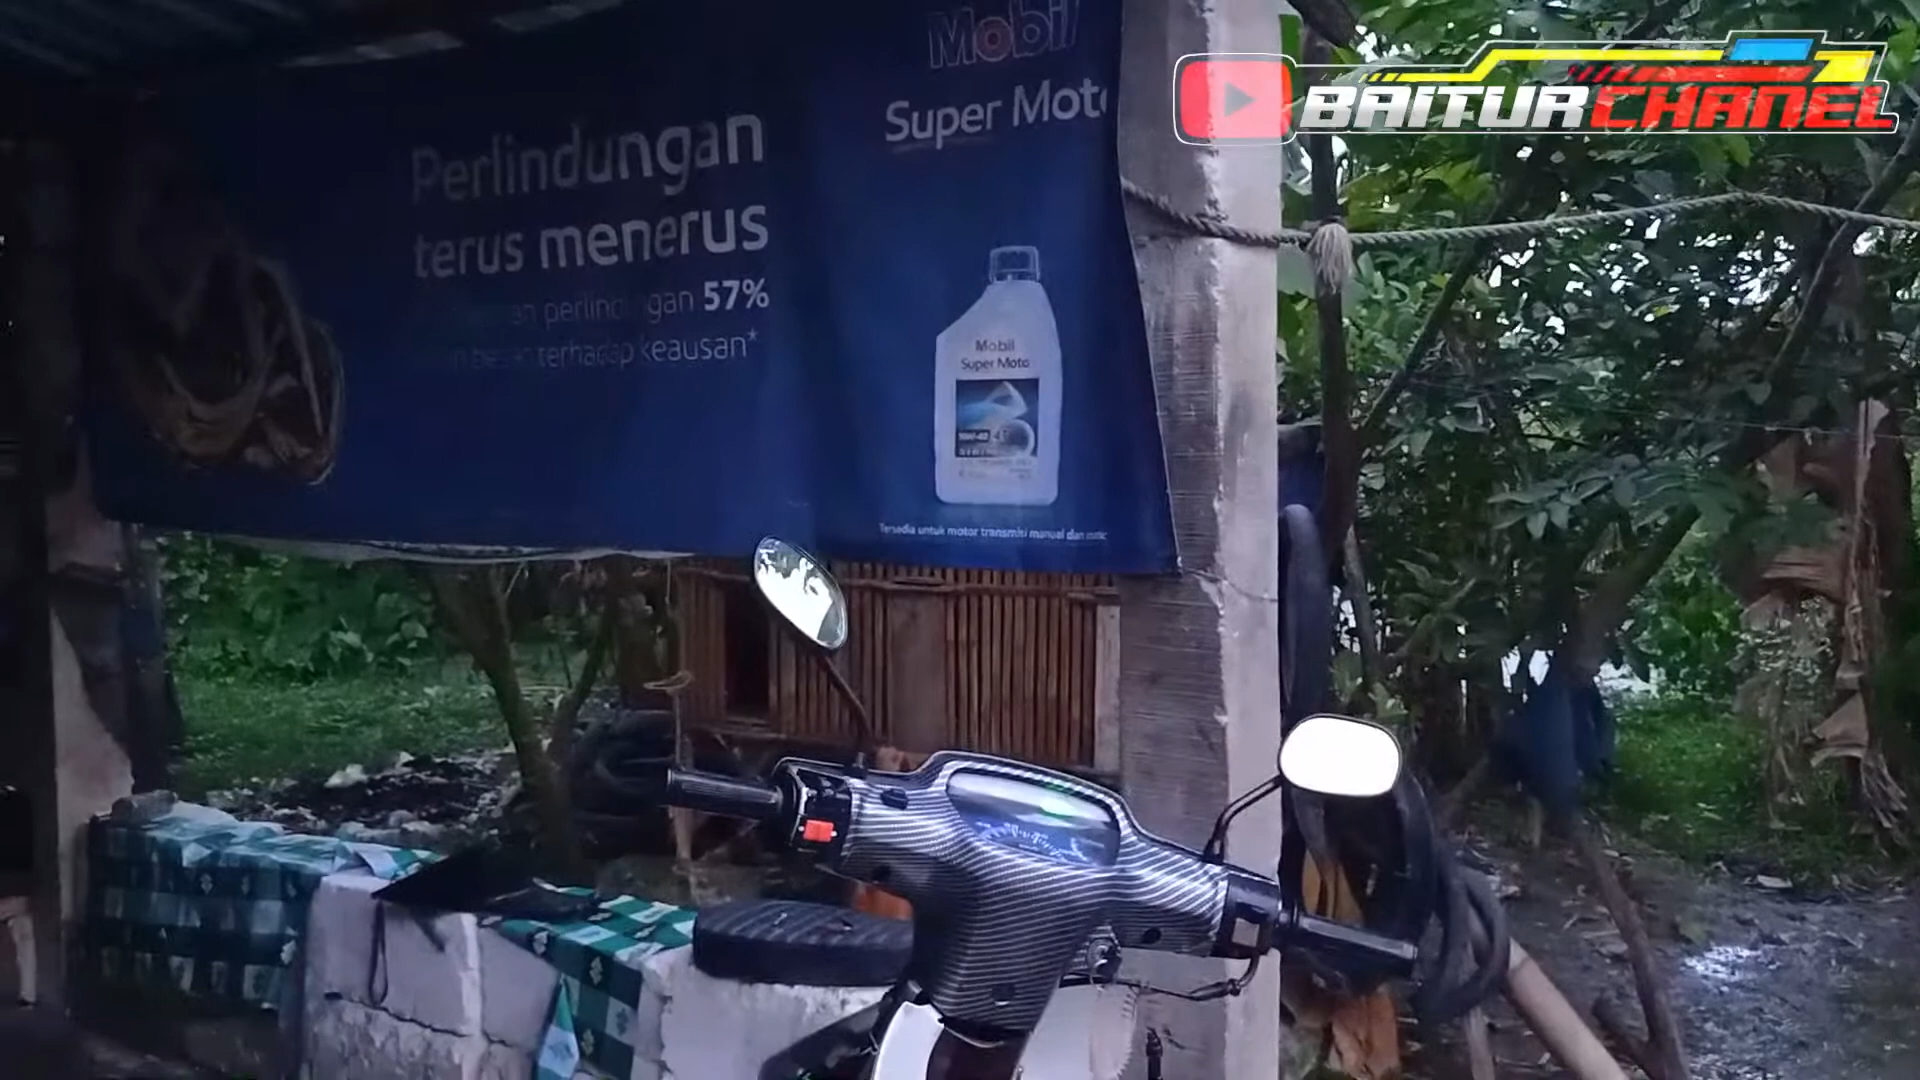 Mobil
Super Moto
BAITUR CHANEL
Perlindungan
terus menerus
perlindungan 57%
terhadap keausan*
Mobil
Super Moto
Tersedia untuk motor transmisi manual dan matic